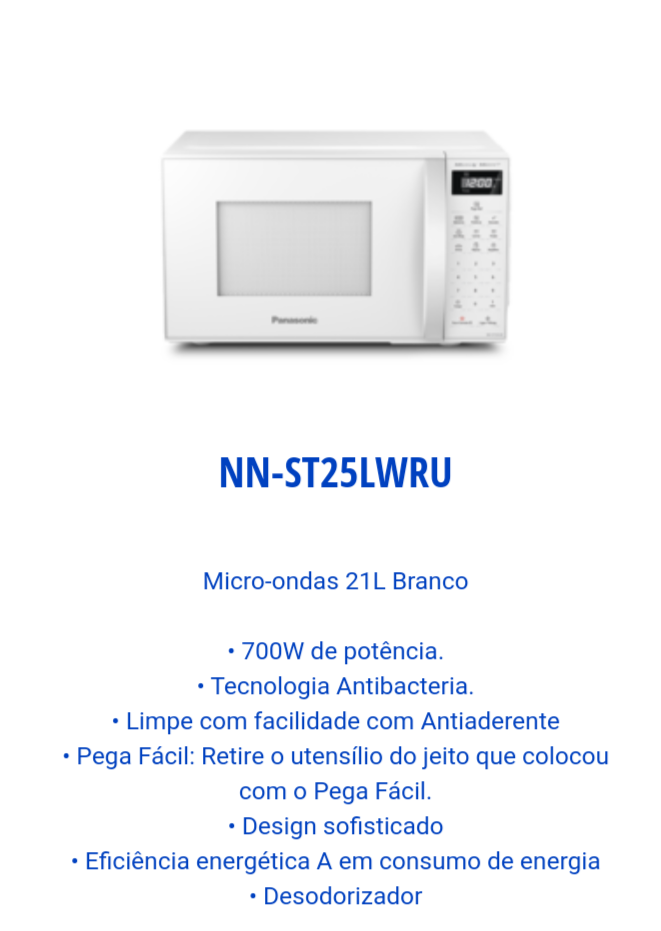 12:00
Panasonic
NN-ST25LWRU
Micro-ondas 21L Branco
• 700W de potência.
• Tecnologia Antibacteria.
• Limpe com facilidade com Antiaderente
• Pega Fácil: Retire o utensílio do jeito que colocou
com o Pega Fácil.
• Design sofisticado
• Eficiência energética A em consumo de energia
• Desodorizador